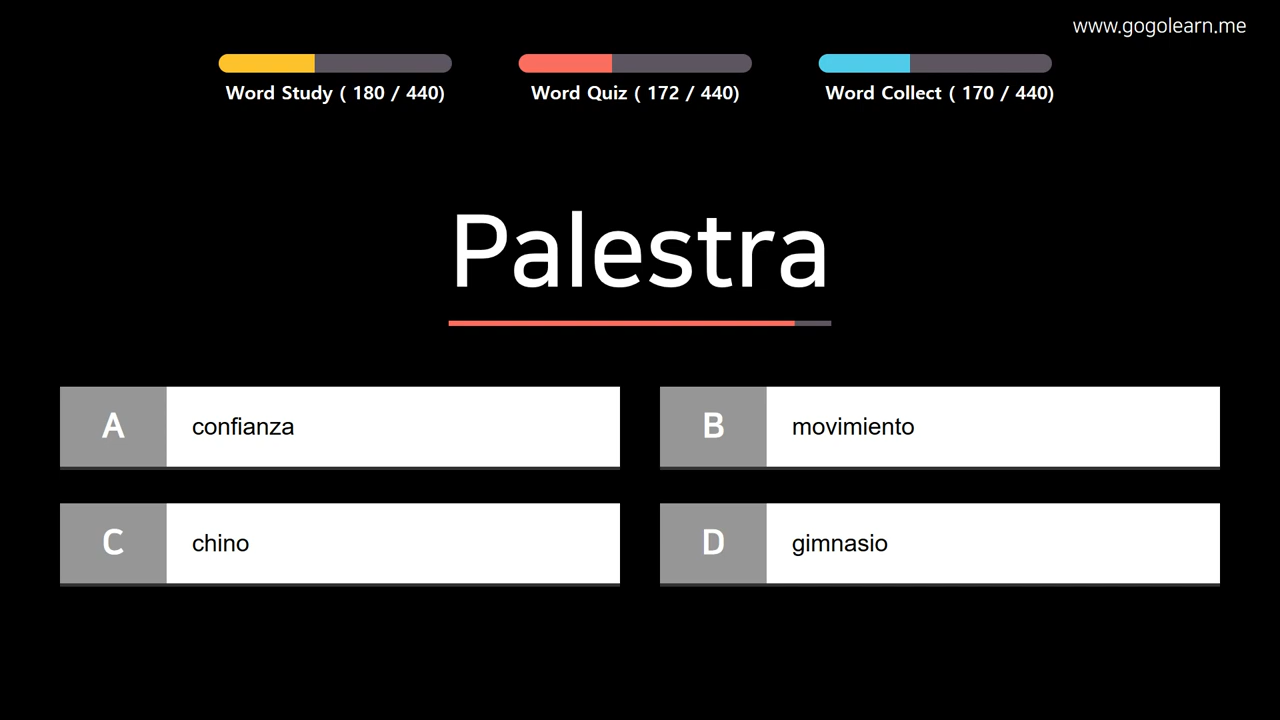 www.gogolearn.me
Word Study ( 180 / 440)
Word Quiz ( 172 / 440)
Word Collect ( 170 / 440)
Palestra
A confianza
B movimiento
C chino
D gimnasio